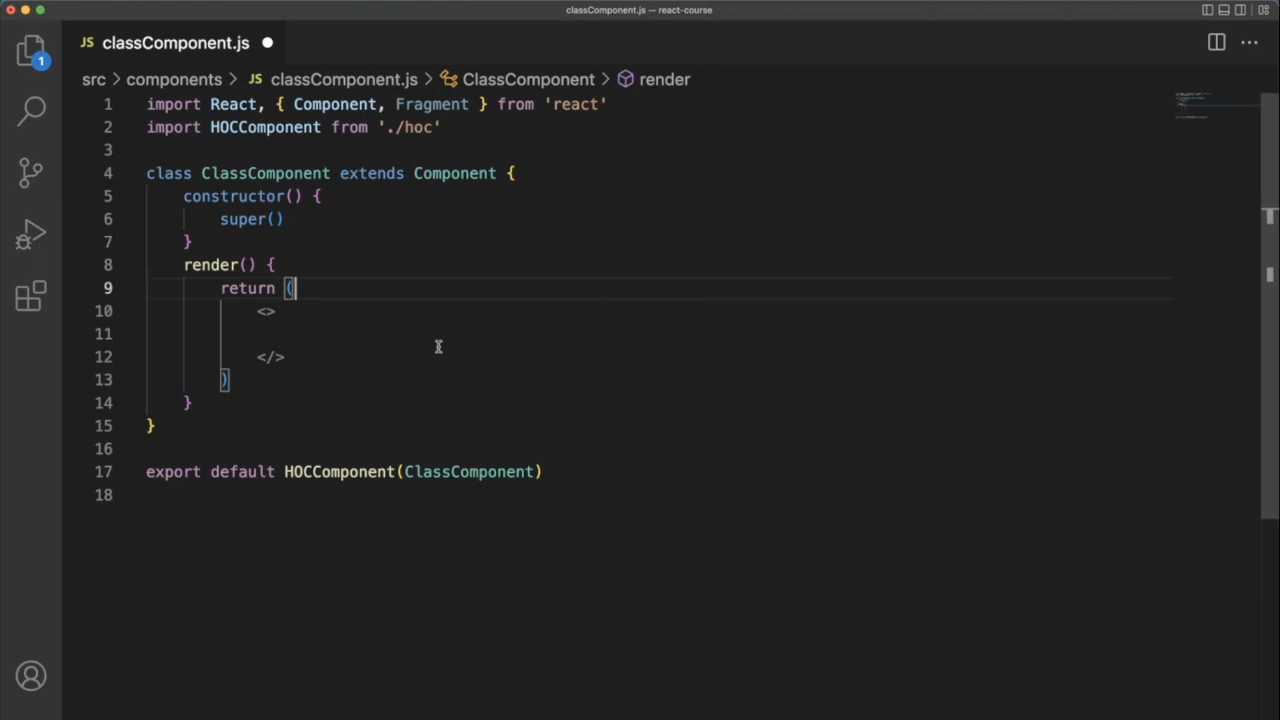 classComponent.js — react-course
JS classComponent.js
1
src > components > JS classComponent.js > ClassComponent > render
1 import React, { Component, Fragment } from 'react'
2 import HOCComponent from './hoc'
3
4 class ClassComponent extends Component {
5 constructor() {
6 super()
7 }
8 render() {
9 return (
10 <>
11
12 </>
13 )
14 }
15 }
16
17 export default HOCComponent(ClassComponent)
18